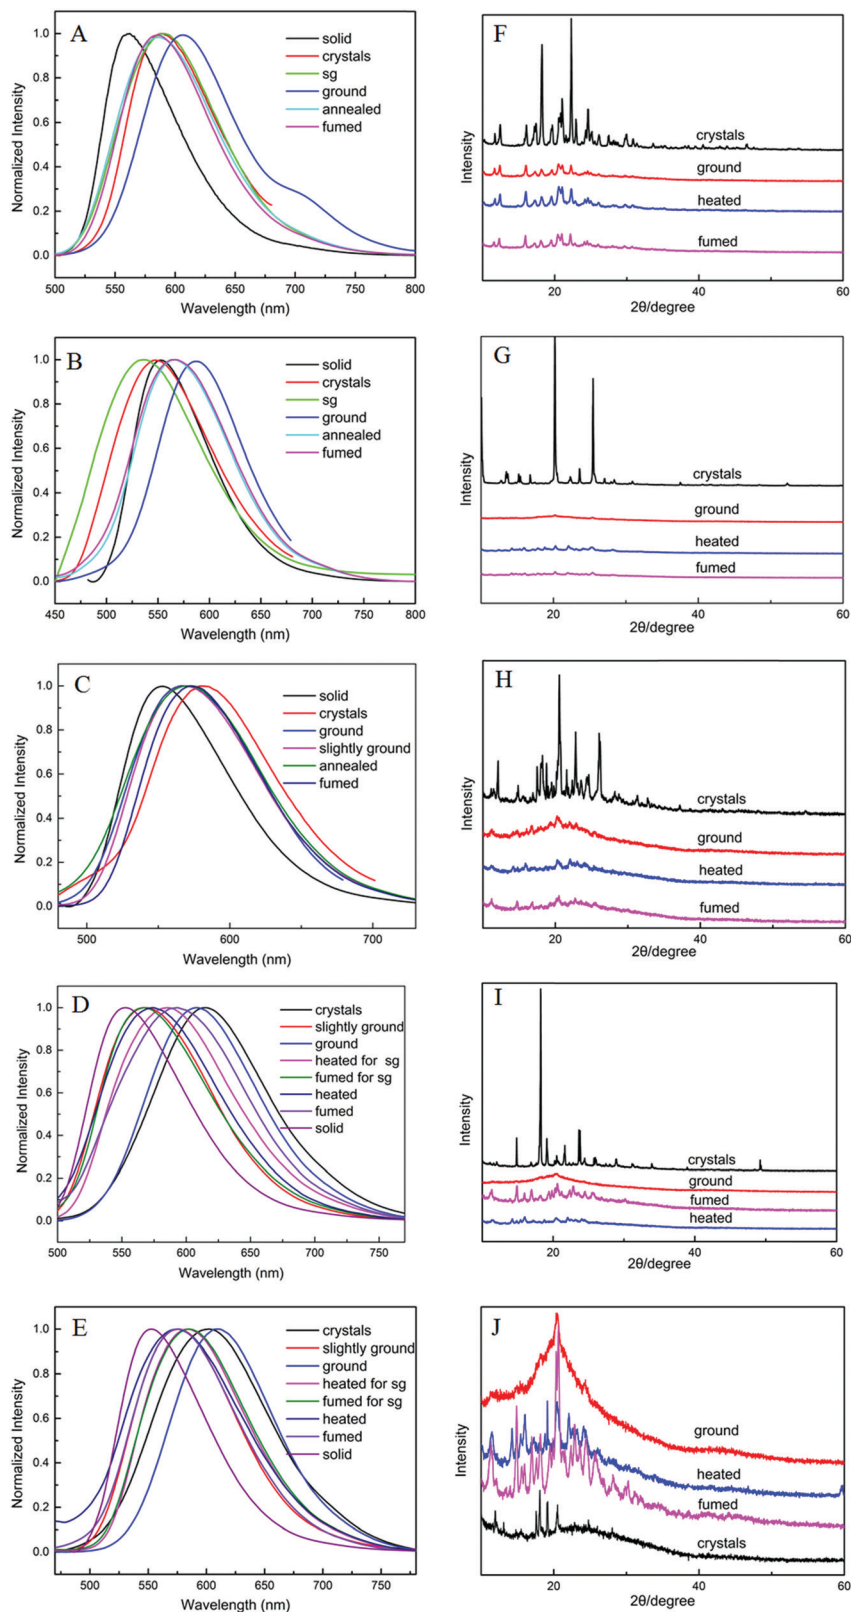 A
solid
crystals
sg
ground
annealed
fumed
Normalized Intensity
1.0
0.8
0.6
0.4
0.2
0.0
500 550 600 650 700 750 800
Wavelength (nm)
F
crystals
ground
heated
fumed
Intensity
20 40 60
2θ/degree
B
solid
crystals
sg
ground
annealed
fumed
Normalized Intensity
1.0
0.8
0.6
0.4
0.2
0.0
450 500 550 600 650 700 750 800
Wavelength (nm)
G
crystals
ground
heated
fumed
Intensity
20 40 60
2θ/degree
C
solid
crystals
ground
slightly ground
annealed
fumed
Normalized Intensity
1.0
0.8
0.6
0.4
0.2
0.0
500 600 700
Wavelength (nm)
H
crystals
ground
heated
fumed
Intensity
20 40 60
2θ/degree
D
crystals
slightly ground
ground
heated for sg
fumed for sg
heated
fumed
solid
Normalized Intensity
1.0
0.8
0.6
0.4
0.2
0.0
500 550 600 650 700 750
Wavelength (nm)
I
crystals
ground
fumed
heated
Intensity
20 40 60
2θ/degree
E
crystals
slightly ground
ground
heated for sg
fumed for sg
heated
fumed
solid
Normalized Intensity
1.0
0.8
0.6
0.4
0.2
0.0
500 550 600 650 700 750
Wavelength (nm)
J
ground
heated
fumed
crystals
Intensity
20 40 60
2θ/degree